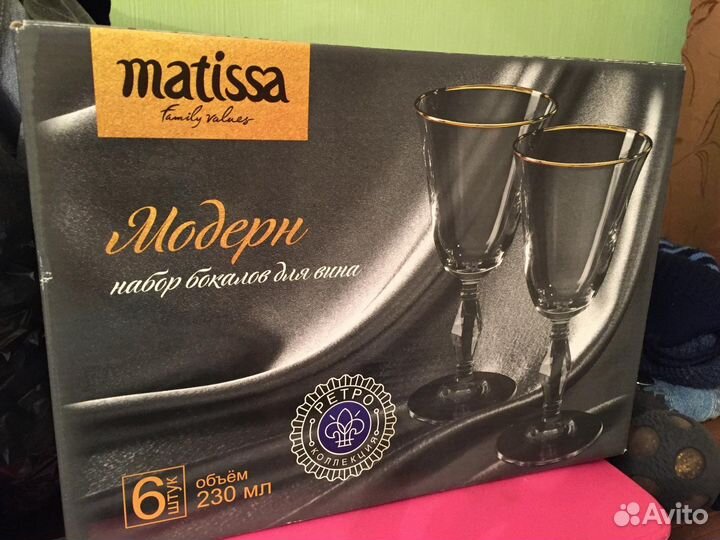 matissa
Family values
Модерн
набор бокалов для вина
РЕТРО
КОЛЛЕКЦИЯ
6
штук
объём
230 мл
Avito